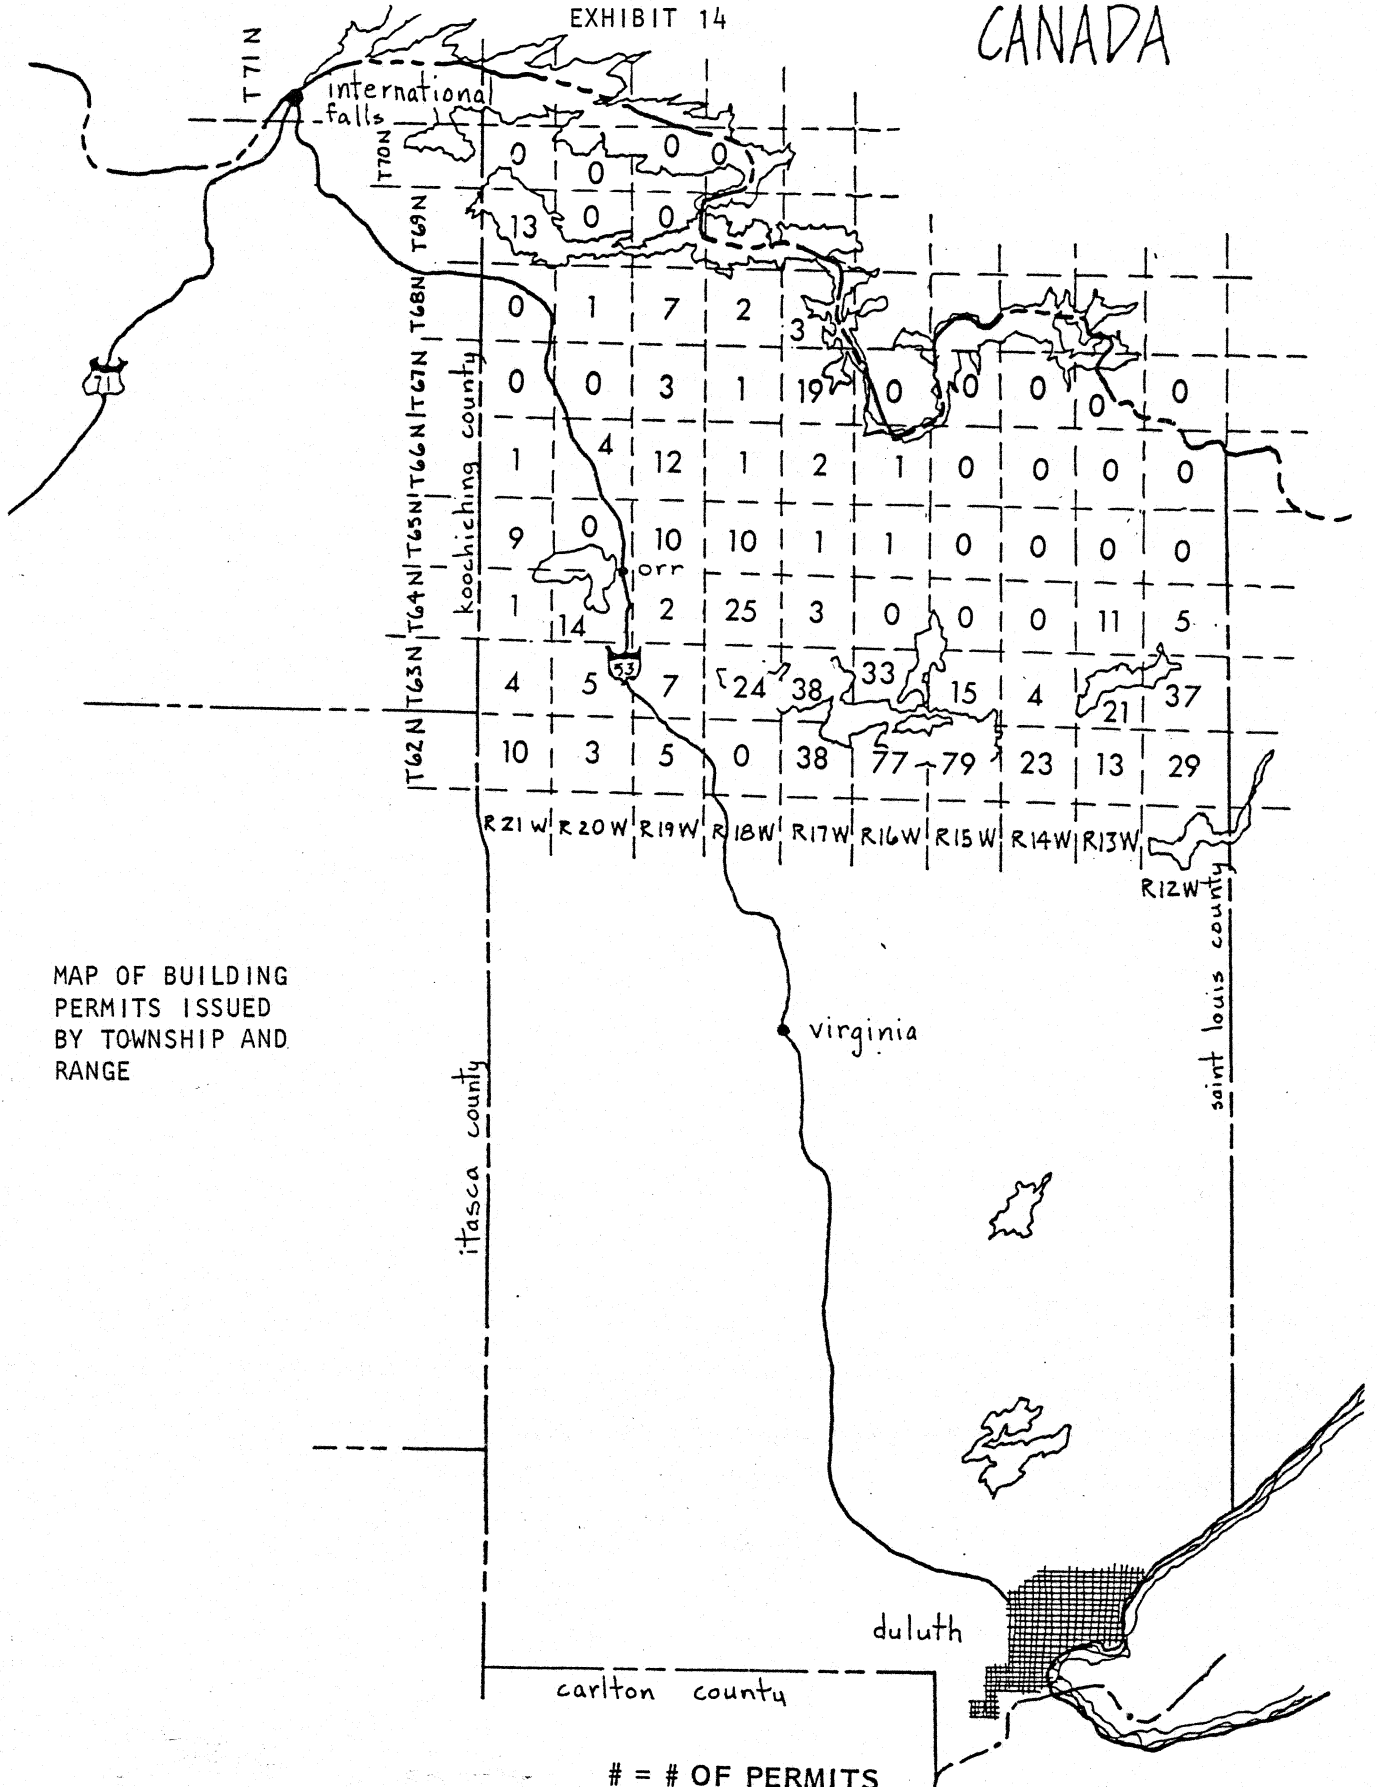 EXHIBIT 14
CANADA
T71N
international
falls
T70N
0 0 0 0
T69N
13 0 0
T68N
0 1 7 2 3
T67N
0 0 3 1 19 0 0 0 0 0
T66N
1 4 12 1 2 1 0 0 0 0
T65N
9 0 10 10 1 1 0 0 0 0
orr
T64N
1 14 2 25 3 0 0 0 11 5
T63N
4 5 7 24 38 33 15 4 21 37
T62N
10 3 5 0 38 77 79 23 13 29
R21W R20W R19W R18W R17W R16W R15W R14W R13W
R12W
71
53
koochiching county
MAP OF BUILDING
PERMITS ISSUED
BY TOWNSHIP AND
RANGE
virginia
saint louis county
itasca county
duluth
carlton county
# = # OF PERMITS